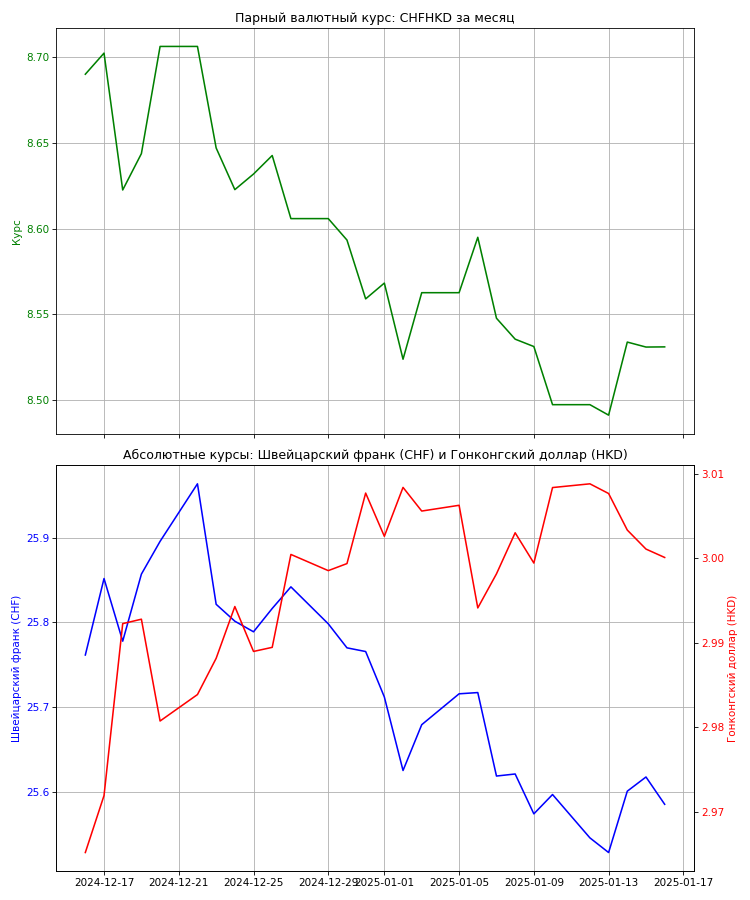 Парный валютный курс: CHFHKD за месяц
8.70
8.65
8.60
8.55
8.50
Курс
Абсолютные курсы: Швейцарский франк (CHF) и Гонконгский доллар (HKD)
25.9
25.8
25.7
25.6
Швейцарский франк (CHF)
3.01
3.00
2.99
2.98
2.97
Гонконгский доллар (HKD)
2024-12-17 2024-12-21 2024-12-25 2024-12-29 2025-01-01 2025-01-05 2025-01-09 2025-01-13 2025-01-17